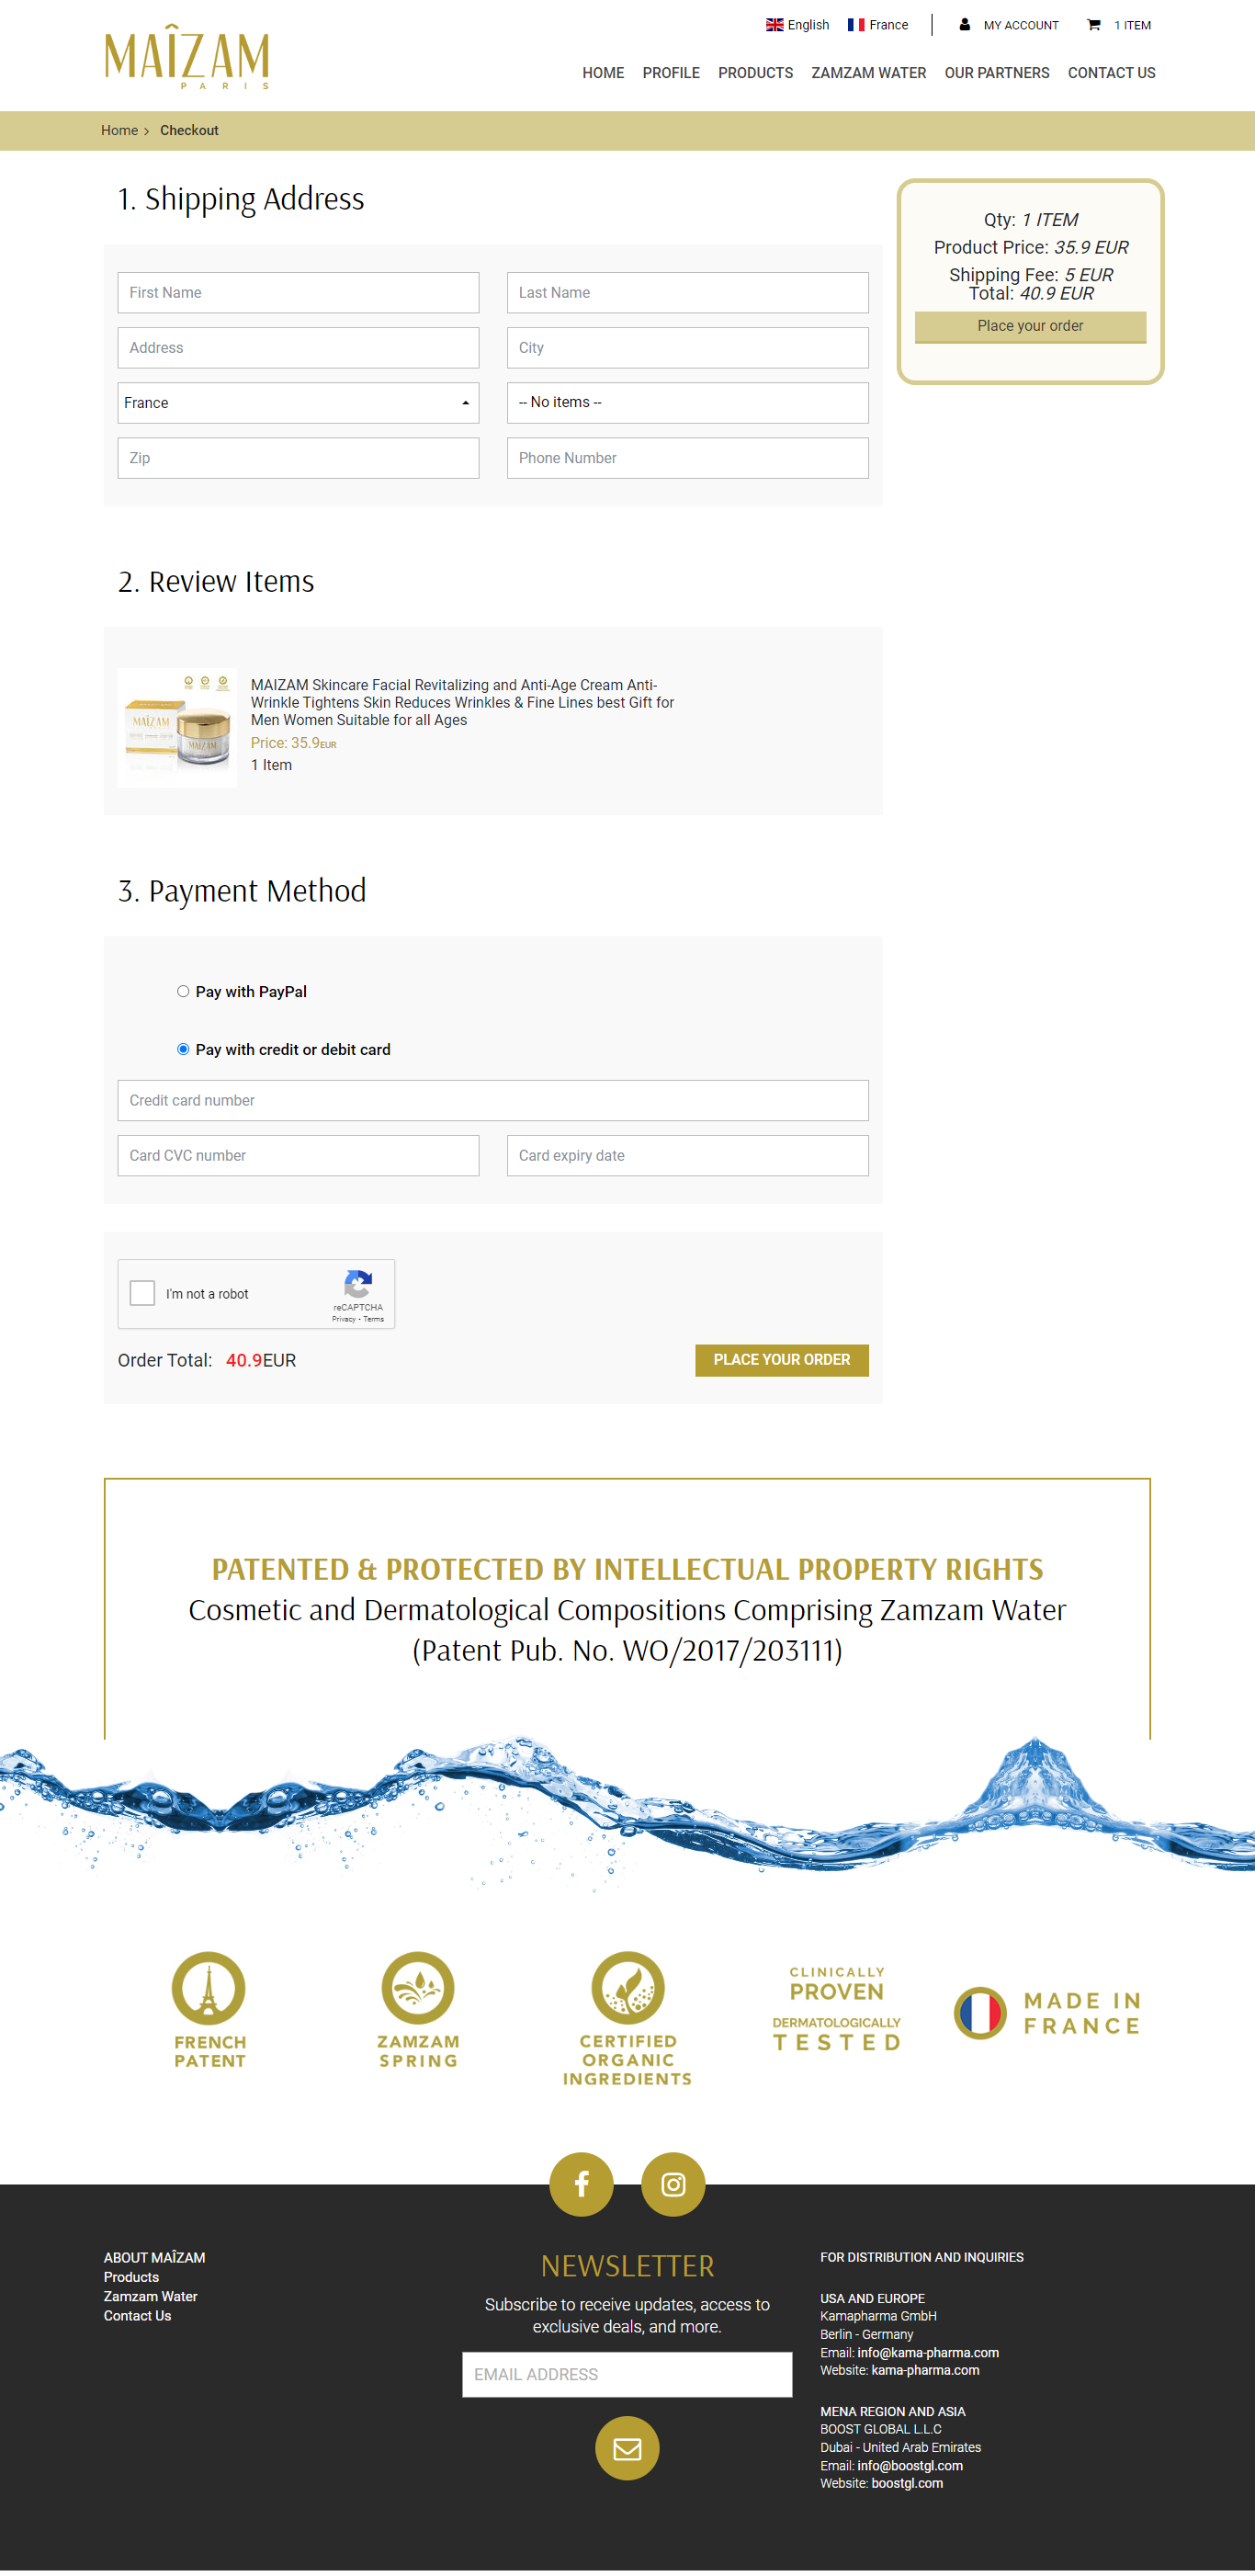 MAÎZAM
PARIS
English
France
MY ACCOUNT
1 ITEM
HOME
PROFILE
PRODUCTS
ZAMZAM WATER
OUR PARTNERS
CONTACT US
Home
Checkout
1. Shipping Address
First Name
Last Name
Address
City
France
-- No items --
Zip
Phone Number
Qty: 1 ITEM
Product Price: 35.9 EUR
Shipping Fee: 5 EUR
Total: 40.9 EUR
Place your order
2. Review Items
MAÎZAM
MAÎZAM
MAIZAM Skincare Facial Revitalizing and Anti-Age Cream Anti-
Wrinkle Tightens Skin Reduces Wrinkles & Fine Lines best Gift for
Men Women Suitable for all Ages
Price: 35.9EUR
1 Item
3. Payment Method
Pay with PayPal
Pay with credit or debit card
Credit card number
Card CVC number
Card expiry date
I'm not a robot
reCAPTCHA
Privacy - Terms
Order Total: 40.9EUR
PLACE YOUR ORDER
PATENTED & PROTECTED BY INTELLECTUAL PROPERTY RIGHTS
Cosmetic and Dermatological Compositions Comprising Zamzam Water
(Patent Pub. No. WO/2017/203111)
FRENCH
PATENT
ZAMZAM
SPRING
CERTIFIED
ORGANIC
INGREDIENTS
CLINICALLY
PROVEN
DERMATOLOGICALLY
TESTED
MADE IN
FRANCE
ABOUT MAÎZAM
Products
Zamzam Water
Contact Us
NEWSLETTER
Subscribe to receive updates, access to
exclusive deals, and more.
EMAIL ADDRESS
FOR DISTRIBUTION AND INQUIRIES
USA AND EUROPE
Kamapharma GmbH
Berlin - Germany
Email: info@kama-pharma.com
Website: kama-pharma.com
MENA REGION AND ASIA
BOOST GLOBAL L.L.C
Dubai - United Arab Emirates
Email: info@boostgl.com
Website: boostgl.com